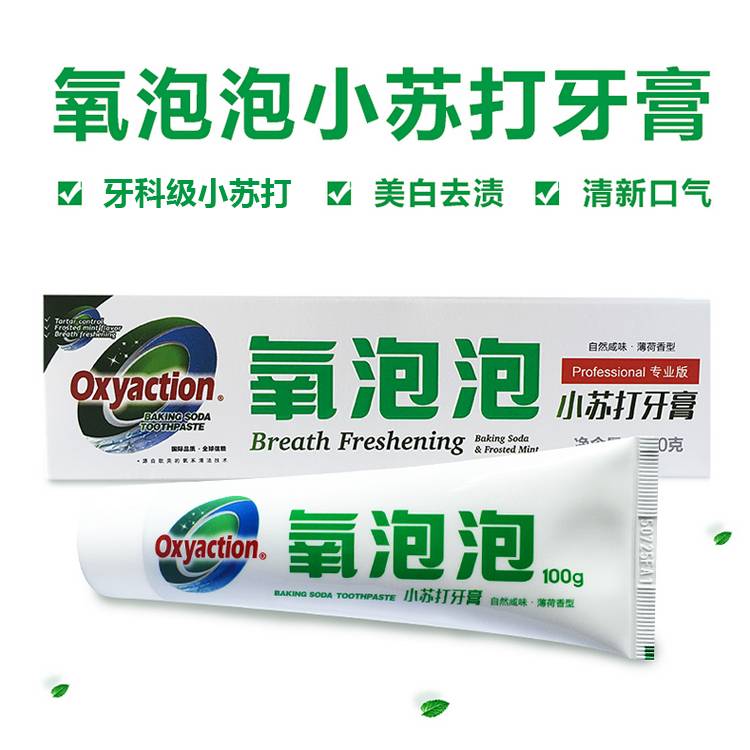 氧泡泡小苏打牙膏
牙科级小苏打 美白去渍 清新口气
Tartar control
Frosted mint flavor
Breath freshening
Oxyaction®
BAKING SODA
TOOTHPASTE
国际品质·全球信赖
氧泡泡
Breath Freshening
Baking Soda
& Frosted Mint
自然咸味·薄荷香型
Professional 专业版
小苏打牙膏
Oxyaction®
氧泡泡
100g
BAKING SODA TOOTHPASTE 小苏打牙膏 自然咸味·薄荷香型